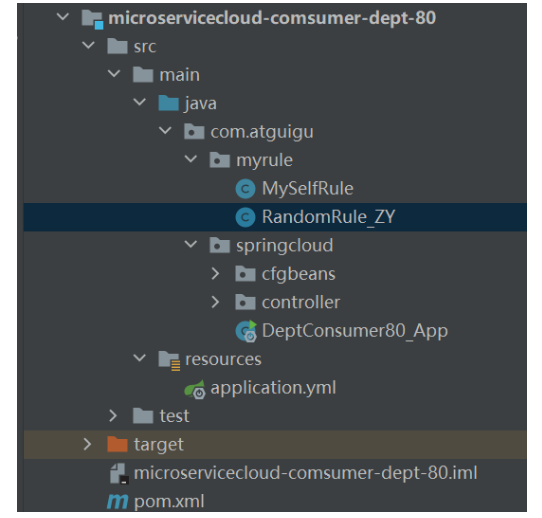 microservicecloud-comsumer-dept-80
src
main
java
com.atguigu
myrule
MySelfRule
RandomRule_ZY
springcloud
cfgbeans
controller
DeptConsumer80_App
resources
application.yml
test
target
microservicecloud-comsumer-dept-80.iml
pom.xml